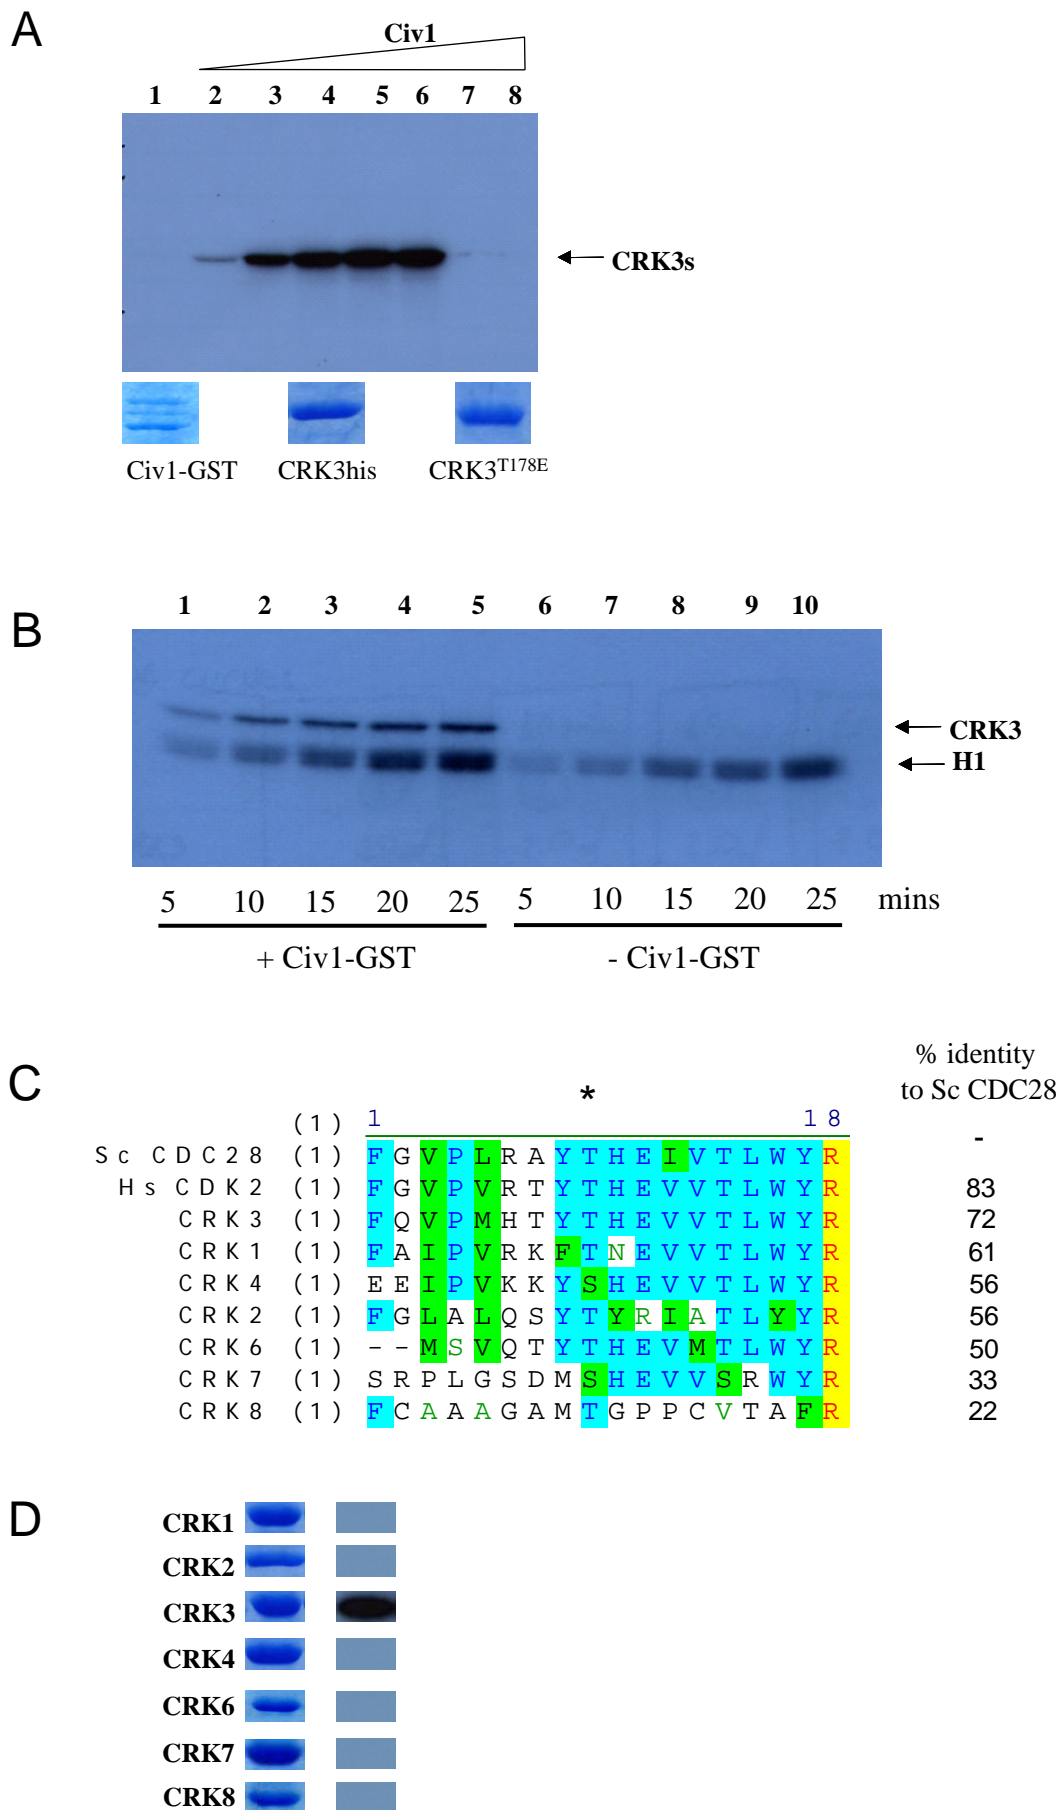 A
Civ1
1 2 3 4 5 6 7 8
CRK3s
Civ1-GST CRK3his CRK3T178E
B
1 2 3 4 5 6 7 8 9 10
CRK3
H1
5 10 15 20 25 5 10 15 20 25 mins
+ Civ1-GST - Civ1-GST
C
% identity
to Sc CDC28
*
(1) 1 18
Sc CDC28 (1) FGVPLRAYTHEIVTLWYR -
Hs CDK2 (1) FGVPVRTYTHEVVTLWYR 83
CRK3 (1) FQVPMHTYTHEVVTLWYR 72
CRK1 (1) FAIPVRKFTNEVVTLWYR 61
CRK4 (1) EEIPVKKYSHEVVTLWYR 56
CRK2 (1) FGLALQSYTYRIATLYYR 56
CRK6 (1) --MSVQTYTHEVMTLWYR 50
CRK7 (1) SRPLGSDMSHEVVSRWYR 33
CRK8 (1) FCAAAGAMTGPPCVTAFR 22
D
CRK1
CRK2
CRK3
CRK4
CRK6
CRK7
CRK8